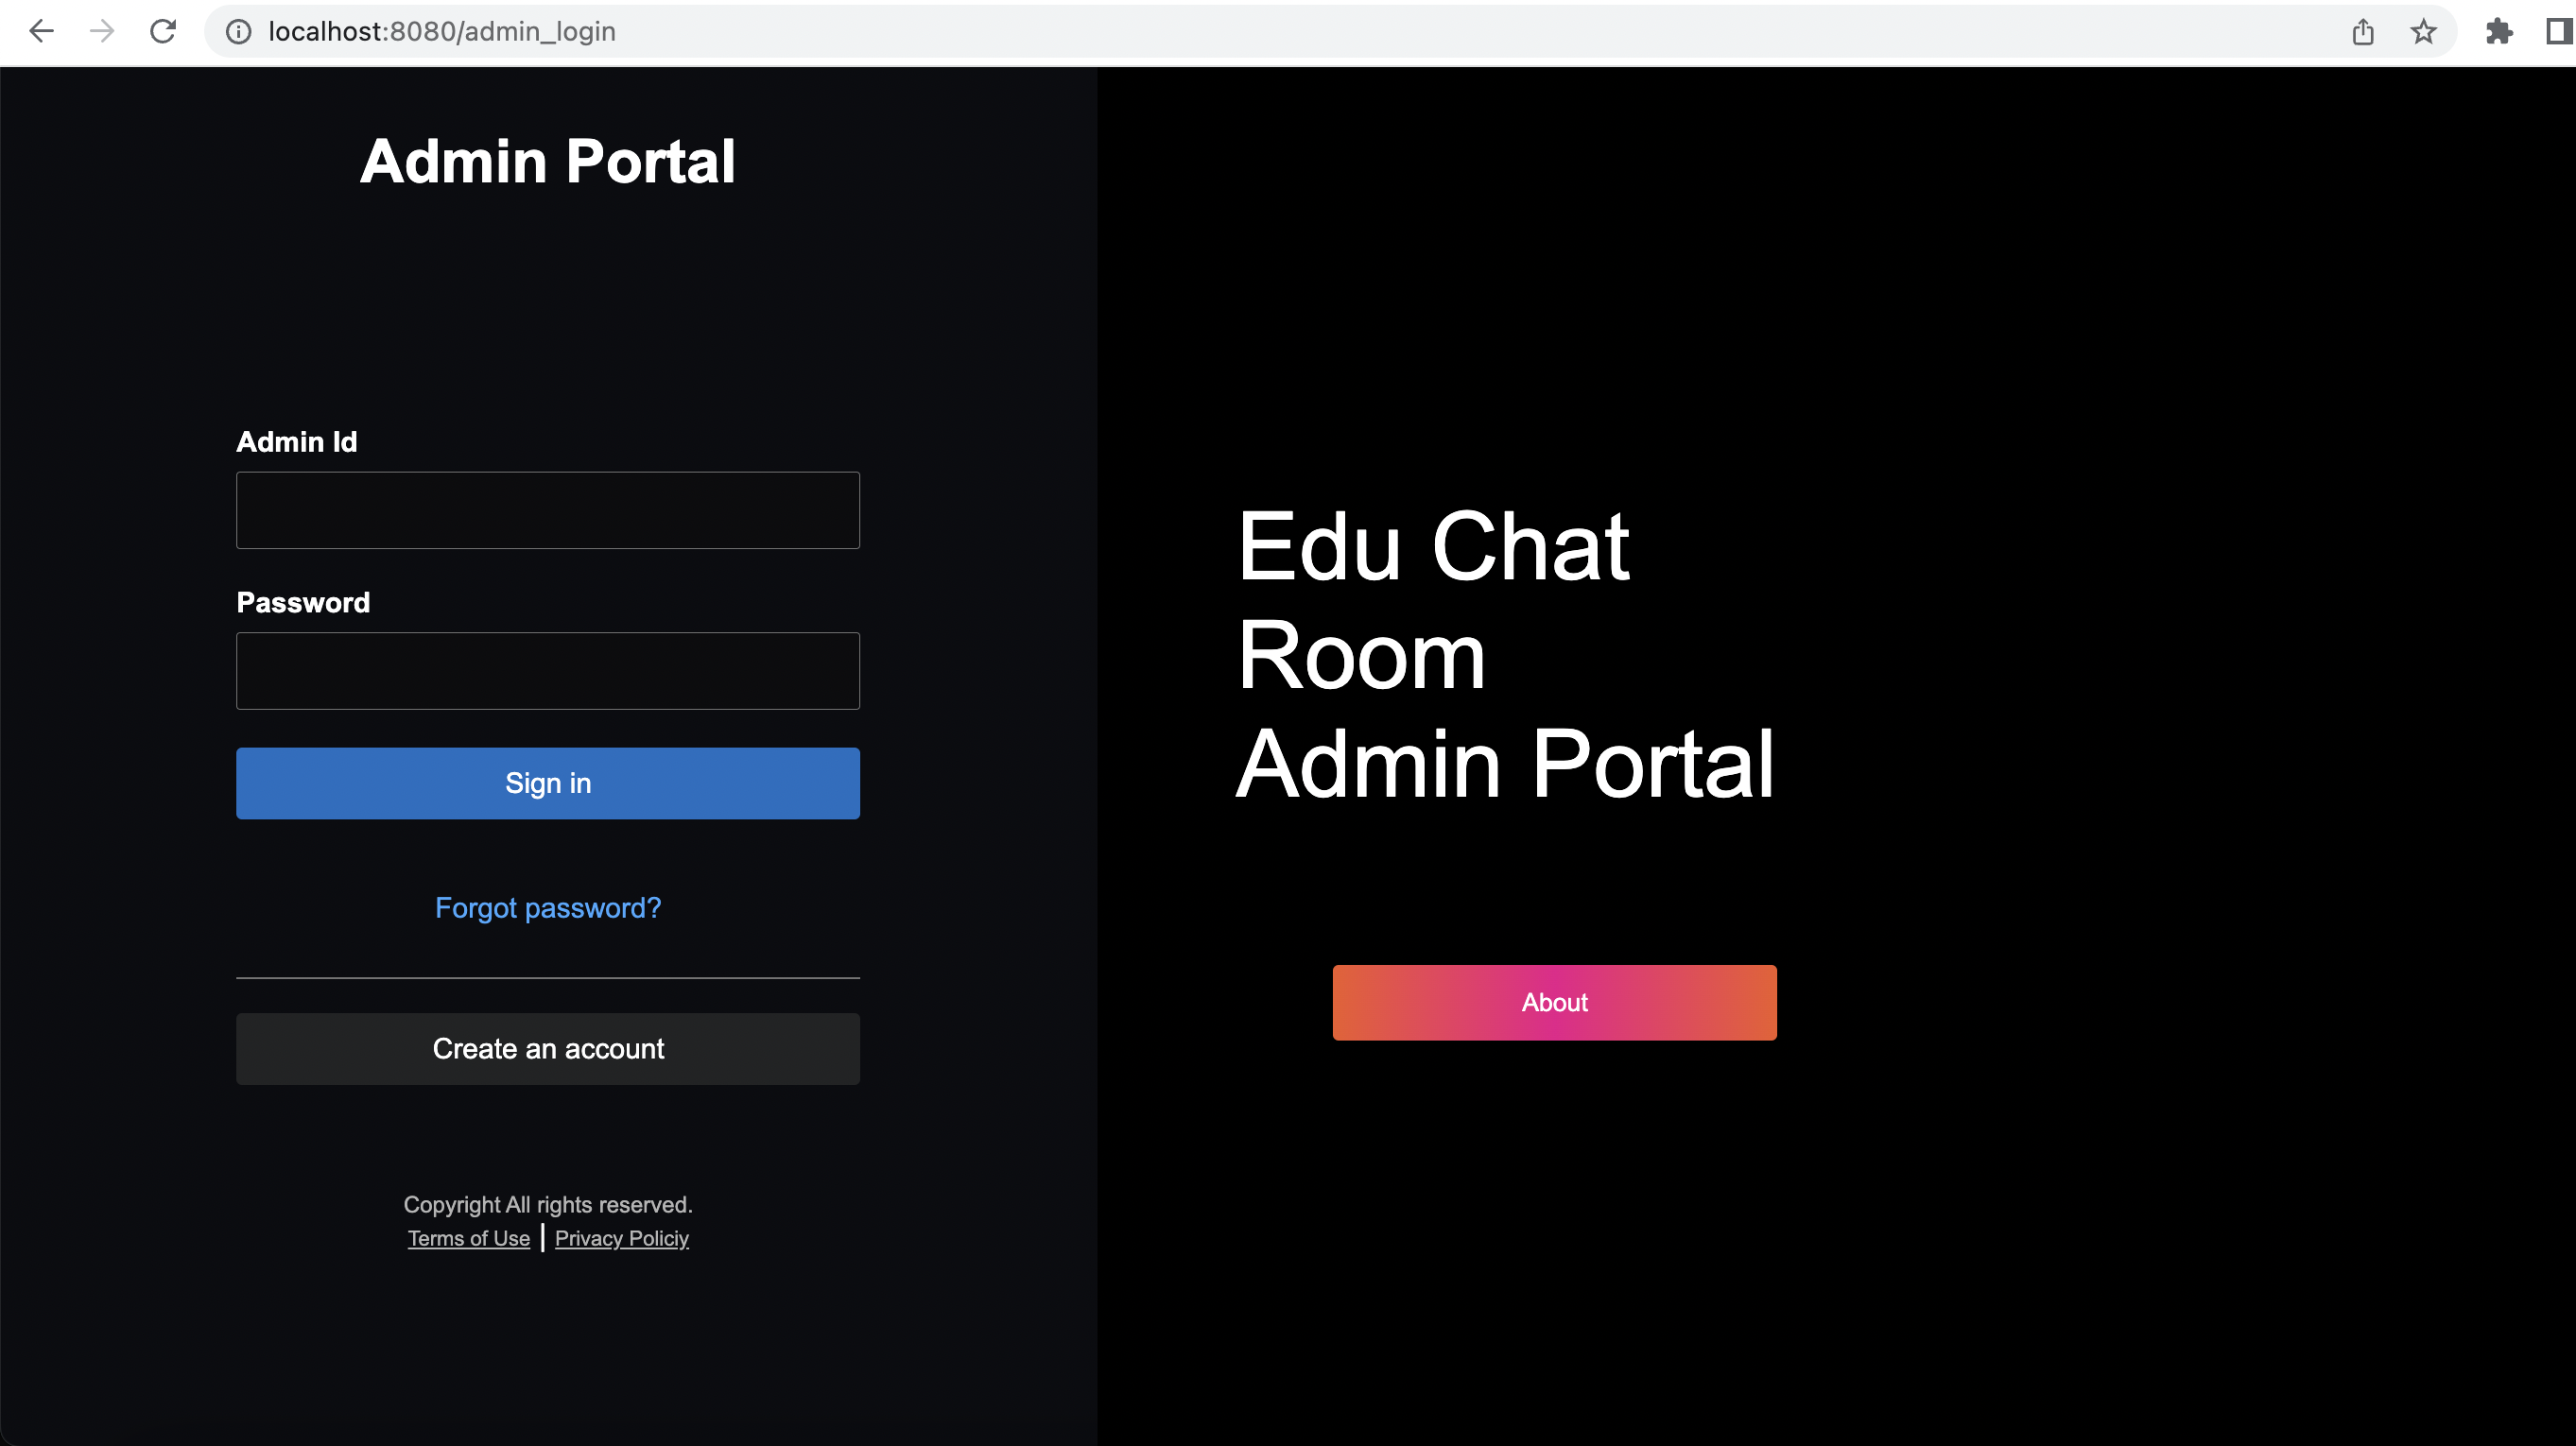 localhost:8080/admin_login
Admin Portal
Admin Id
Password
Sign in
Forgot password?
Create an account
Copyright All rights reserved.
Terms of Use | Privacy Policiy
Edu Chat
Room
Admin Portal
About